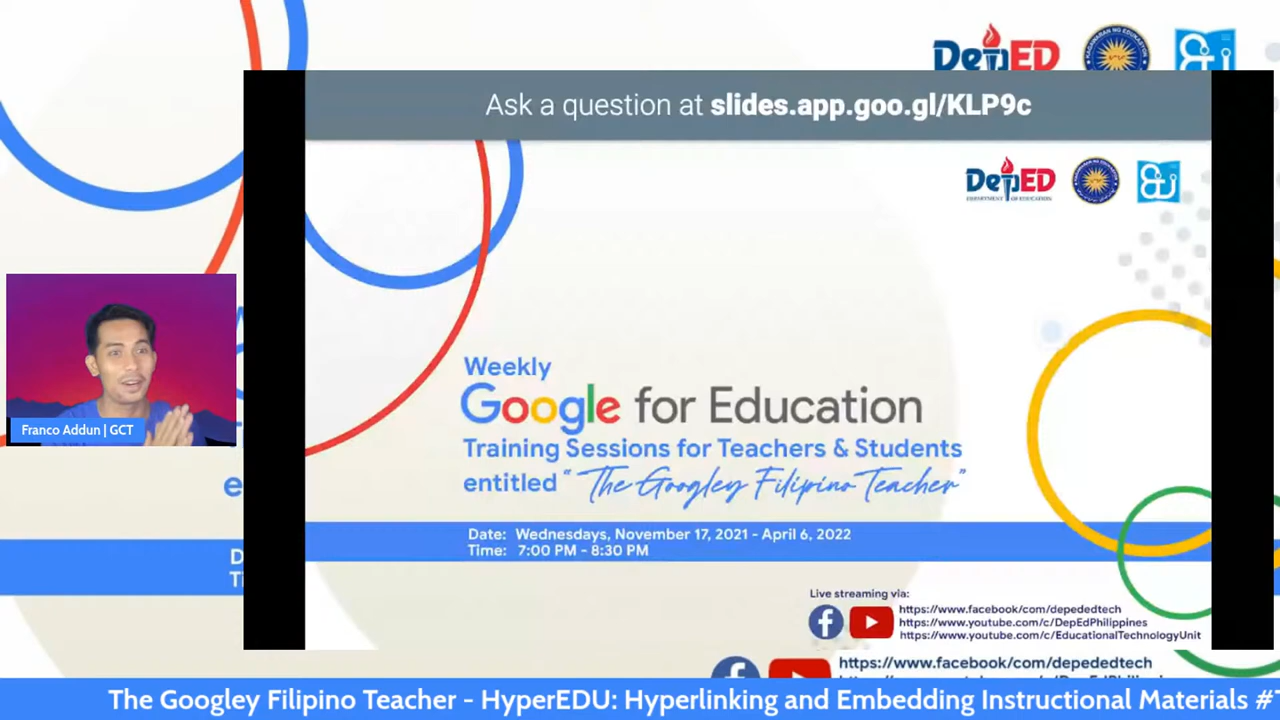 DepED
Ask a question at slides.app.goo.gl/KLP9c
DepED
DEPARTMENT OF EDUCATION
Weekly
Google for Education
Training Sessions for Teachers & Students
entitled "The Googley Filipino Teacher"
Date: Wednesdays, November 17, 2021 - April 6, 2022
Time: 7:00 PM - 8:30 PM
Franco Addun | GCT
Live streaming via:
https://www.facebook/com/depededtech
https://www.youtube.com/c/DepEdPhilippines
https://www.youtube.com/c/EducationalTechnologyUnit
https://www.facebook/com/depededtech
The Googley Filipino Teacher - HyperEDU: Hyperlinking and Embedding Instructional Materials #